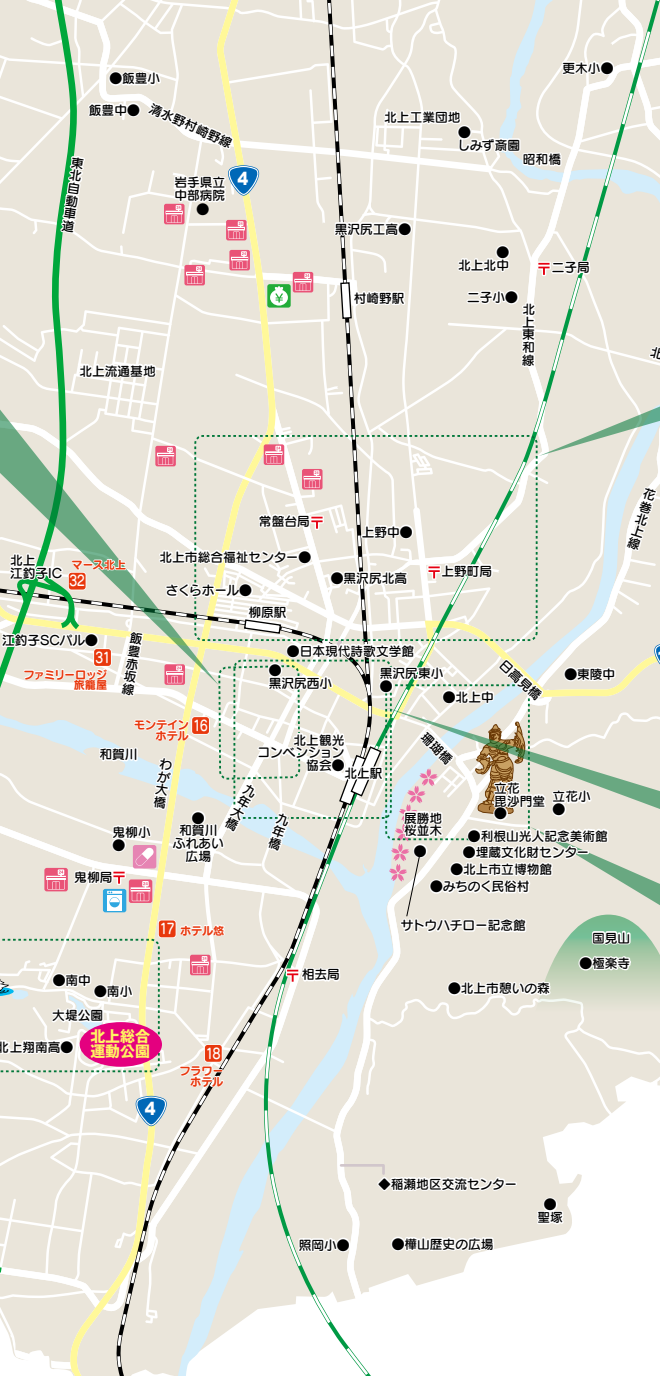 飯豊小
更木小
飯豊中
清水野村崎野線
北上工業団地
しみず斎園
昭和橋
東北自動車道
岩手県立
中部病院
4
黒沢尻工高
北上北中
二子局
村崎野駅
二子小
北上東和線
北
北上流通基地
花巻北上線
常盤台局
上野中
北上市総合福祉センター
上野町局
黒沢尻北高
北上
江釣子IC
マース北上
32
さくらホール
柳原駅
江釣子SCパル
飯豊赤坂線
日本現代詩歌文学館
31
ファミリーロッジ
旅籠屋
黒沢尻西小
黒沢尻東小
日高見橋
東陵中
北上中
モンテイン
ホテル
16
北上観光
コンベンション
協会
北上駅
珊瑚橋
和賀川
わが大橋
九年大橋
九年橋
立花
毘沙門堂
立花小
展勝地
桜並木
鬼柳小
和賀川
ふれあい
広場
利根山光人記念美術館
埋蔵文化財センター
北上市立博物館
みちのく民俗村
鬼柳局
サトウハチロー記念館
17
ホテル悠
国見山
極楽寺
相去局
南中
南小
北上市憩いの森
大堤公園
北上翔南高
北上総合
運動公園
18
フラワー
ホテル
4
稲瀬地区交流センター
聖塚
照岡小
樺山歴史の広場